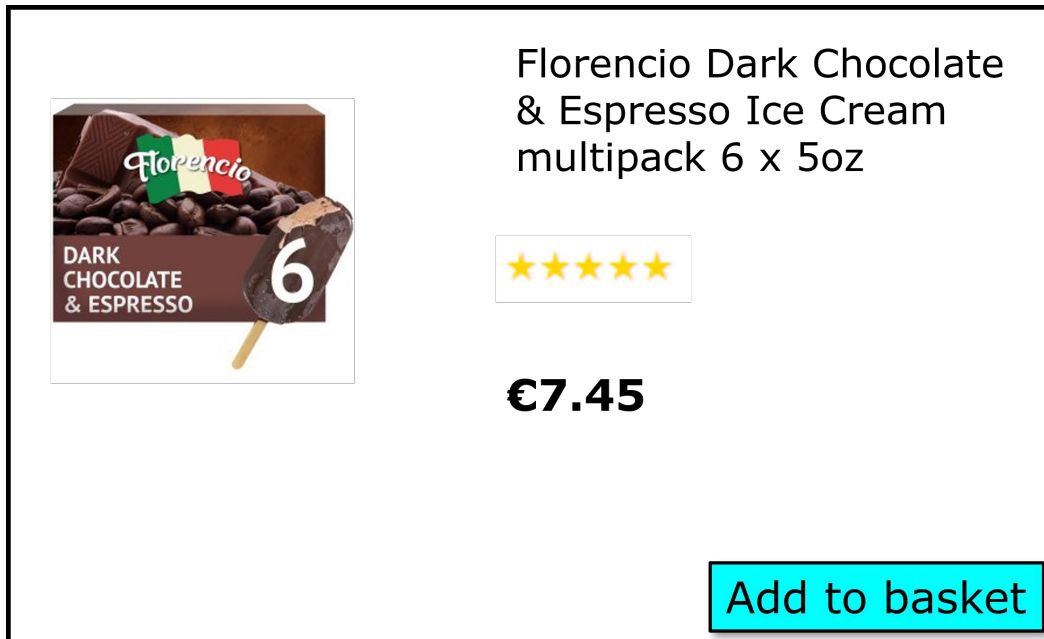 Florencio Dark Chocolate
& Espresso Ice Cream
multipack 6 x 5oz
Florencio
DARK
CHOCOLATE
& ESPRESSO
6
€7.45
Add to basket